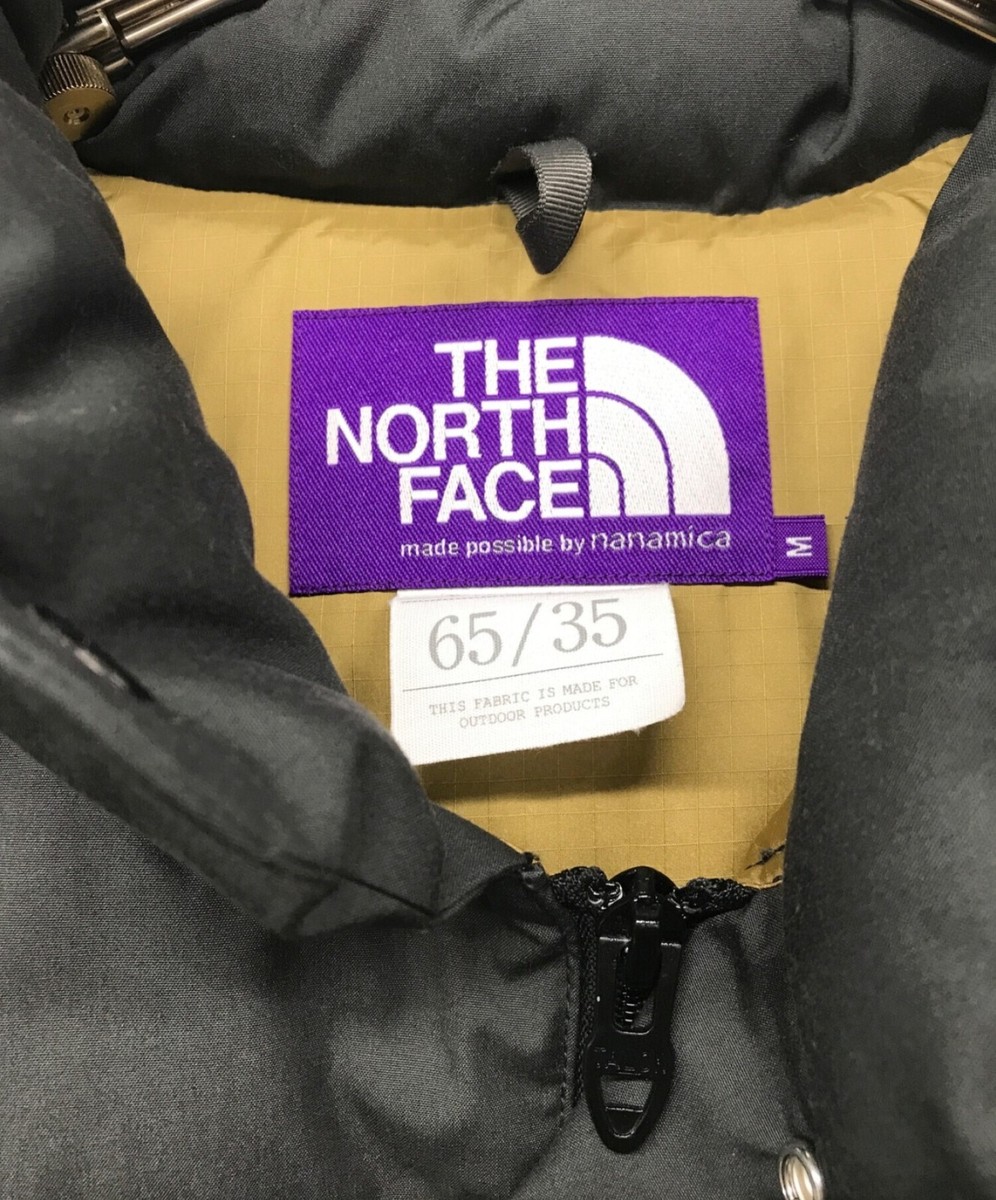 THE
NORTH
FACE
made possible by nanamica
M
65/35
THIS FABRIC IS MADE FOR
OUTDOOR PRODUCTS